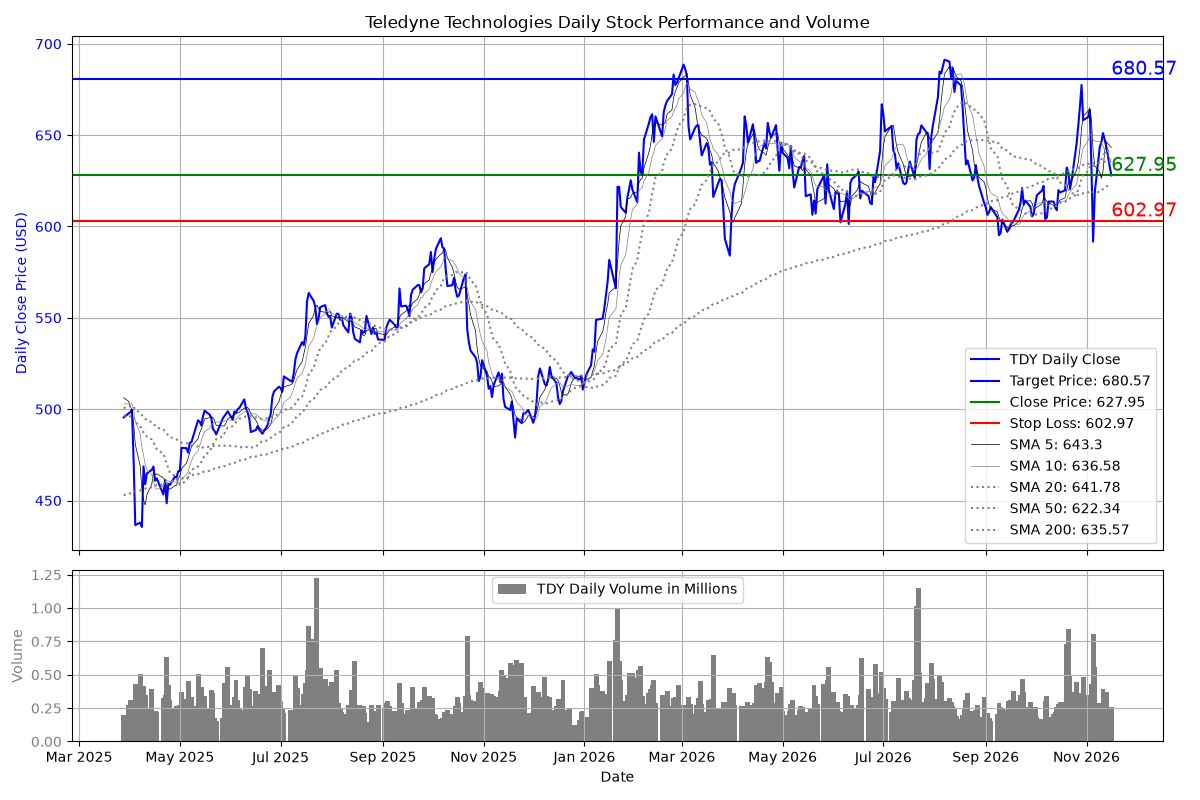 Teledyne Technologies Daily Stock Performance and Volume
Daily Close Price (USD)
700
650
600
550
500
450
680.57
627.95
602.97
TDY Daily Close
Target Price: 680.57
Close Price: 627.95
Stop Loss: 602.97
SMA 5: 643.3
SMA 10: 636.58
SMA 20: 641.78
SMA 50: 622.34
SMA 200: 635.57
Volume
1.25
1.00
0.75
0.50
0.25
0.00
TDY Daily Volume in Millions
Mar 2025 May 2025 Jul 2025 Sep 2025 Nov 2025 Jan 2026 Mar 2026 May 2026 Jul 2026 Sep 2026 Nov 2026
Date